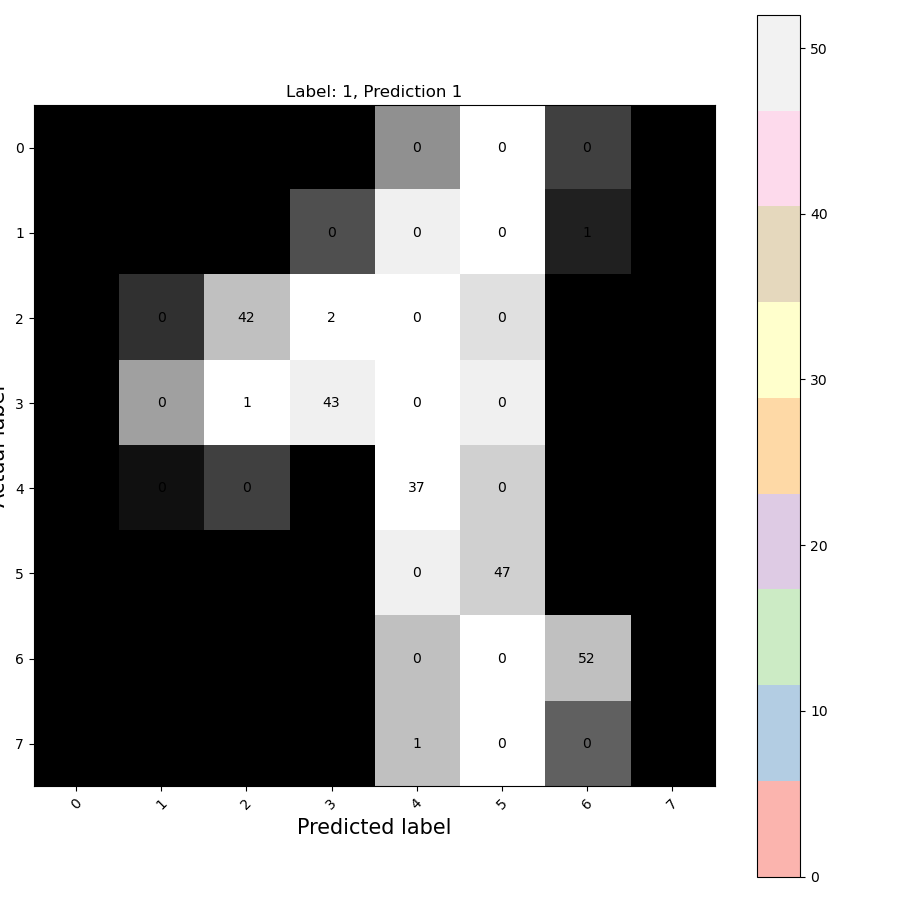 Label: 1, Prediction 1
0 0 0 0
1 0 0 0 1
2 0 42 2 0 0
3 0 1 43 0 0
4 0 0 37 0
5 0 47
6 0 0 52
7 1 0 0
0 1 2 3 4 5 6 7
Predicted label
Actual label
50
40
30
20
10
0